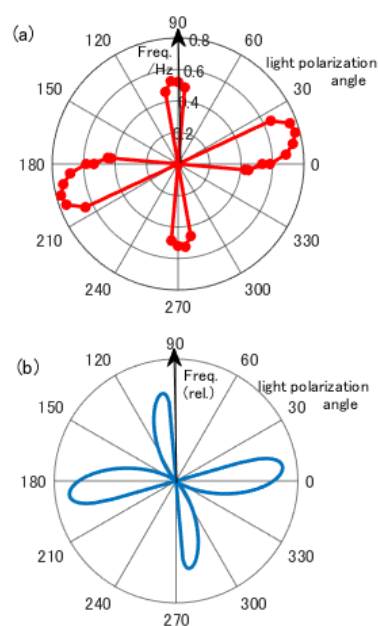 (a)
90
120
60
0.8
Freq.
/Hz
0.6
light polarization
angle
150
30
0.4
0.2
180
0
210
330
240
300
270
(b)
90
120
60
Freq.
(rel.)
light polarization
angle
150
30
180
0
210
330
240
300
270